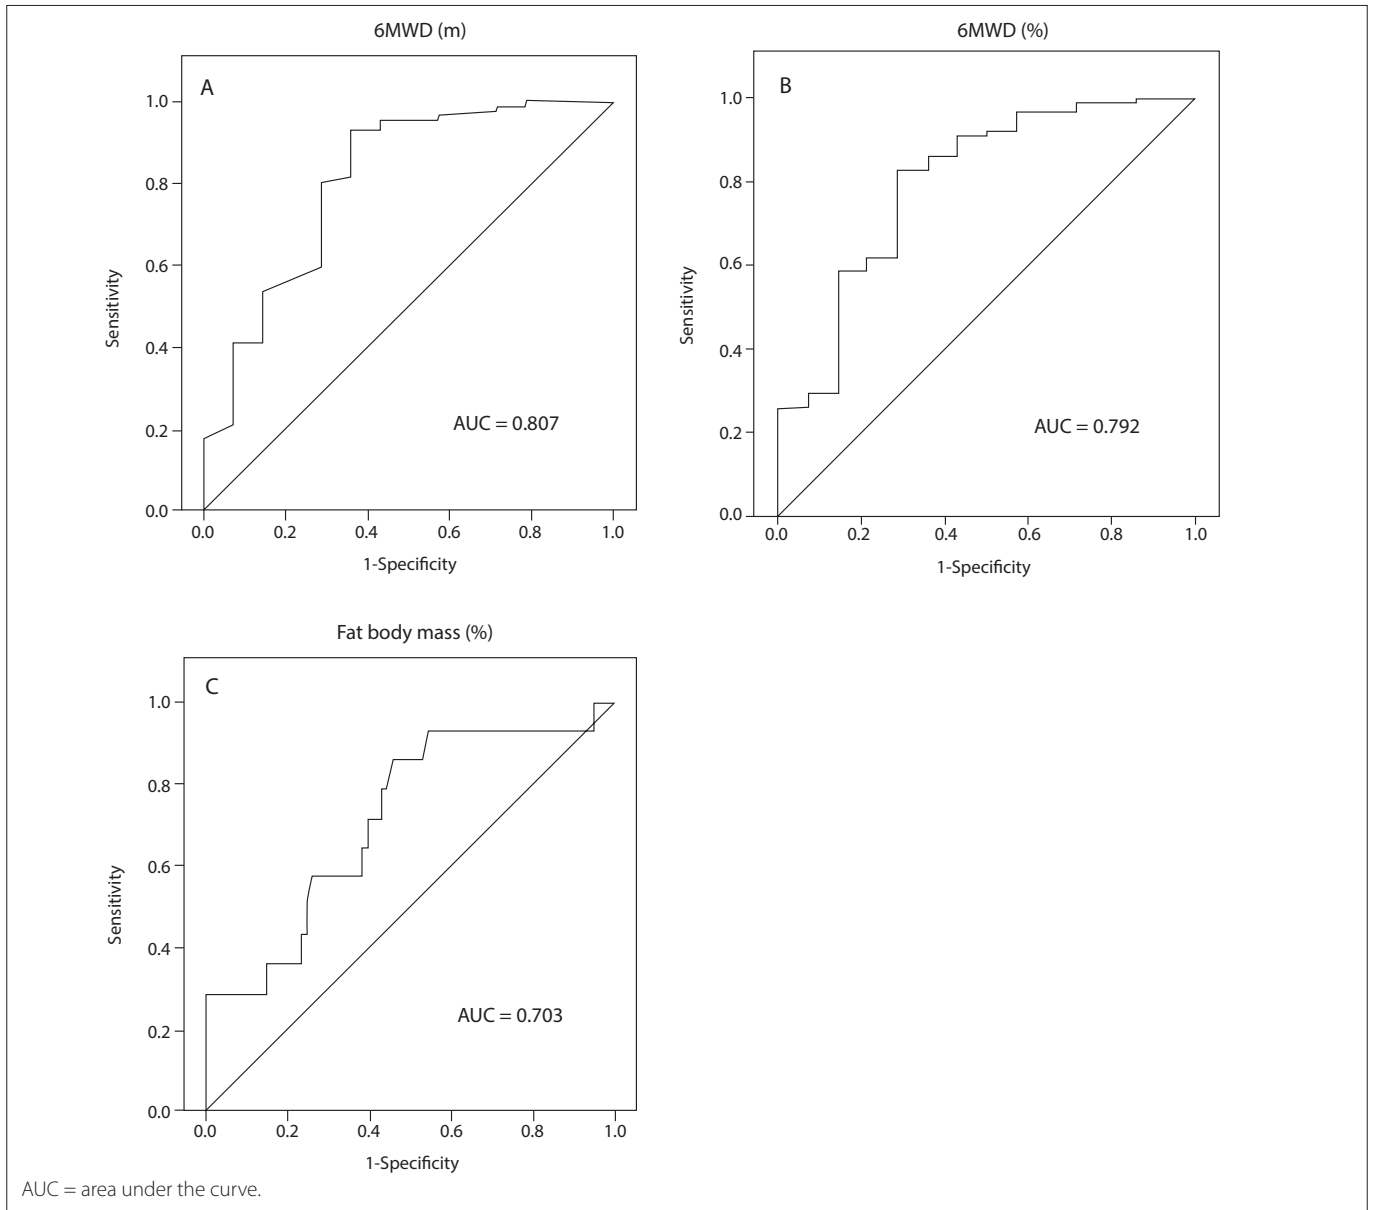 6MWD (m)
A
1.0
0.8
0.6
0.4
0.2
0.0
Sensitivity
AUC = 0.807
0.0 0.2 0.4 0.6 0.8 1.0
1-Specificity
6MWD (%)
B
1.0
0.8
0.6
0.4
0.2
0.0
Sensitivity
AUC = 0.792
0.0 0.2 0.4 0.6 0.8 1.0
1-Specificity
Fat body mass (%)
C
1.0
0.8
0.6
0.4
0.2
0.0
Sensitivity
AUC = 0.703
0.0 0.2 0.4 0.6 0.8 1.0
1-Specificity
AUC = area under the curve.